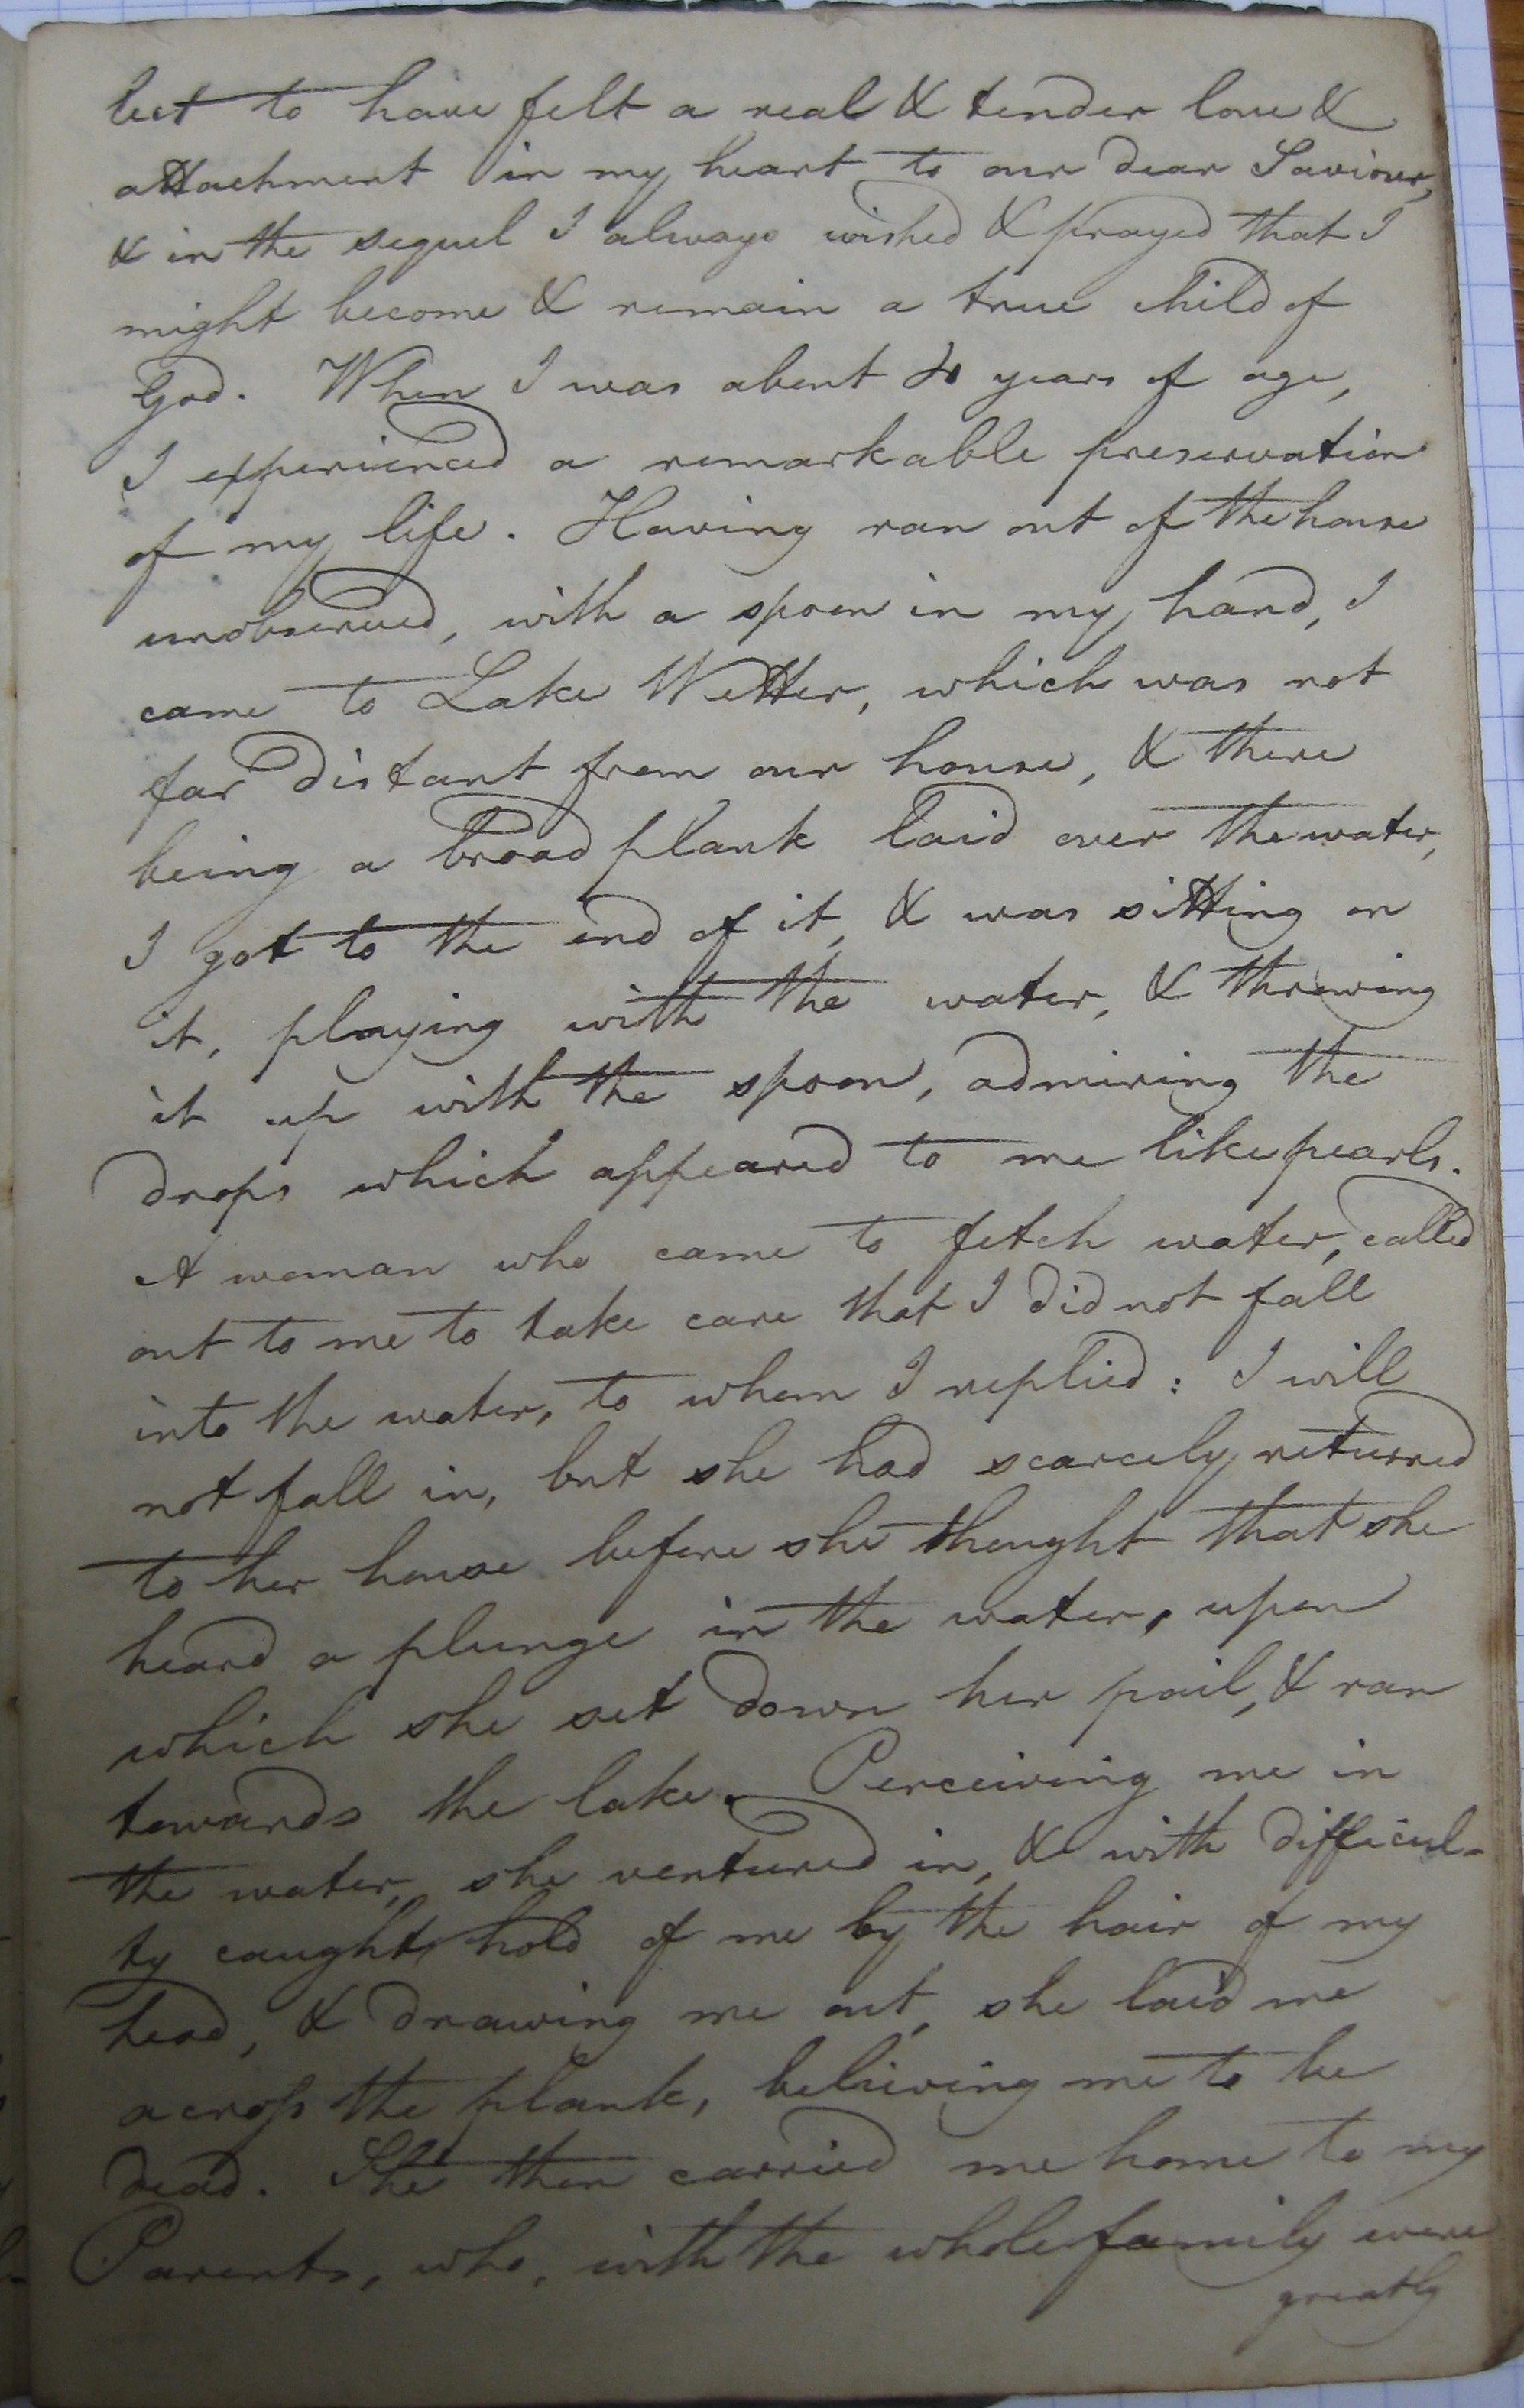 lect to have felt a real & tender love &
attachment in my heart to our dear Saviour,
& in the sequel I always wished & prayed that I
might become & remain a true child of
God. When I was about 4 years of age,
I experienced a remarkable preservation
of my life. Having ran out of the house
unobserved, with a spoon in my hand, I
came to Lake Wetter, which was not
far distant from our house, & there
being a broad plank laid over the water,
I got to the end of it, & was sitting on
it, playing with the water, & throwing
it up with the spoon, admiring the
drops which appeared to me like pearls.
A woman who came to fetch water, called
out to me to take care that I did not fall
into the water, to whom I replied: I will
not fall in, but she had scarcely returned
to her house before she thought that she
heard a plunge in the water, upon
which she set down her pail, & ran
towards the lake. Perceiving me in
the water, she ventured in, & with difficul-
ty caught hold of me by the hair of my
head, & drawing me out, she laid me
across the plank, believing me to be
dead. She then carried me home to my
Parents, who, with the whole family were
greatly